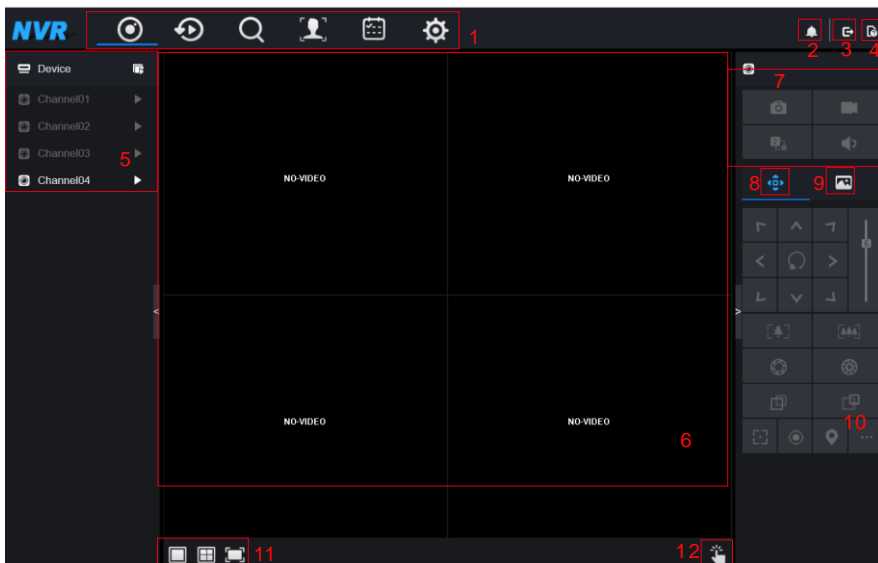 NVR
1
2
3
4
Device
7
Channel01
Channel02
Channel03
5
Channel04
NO-VIDEO
NO-VIDEO
8
9
NO-VIDEO
NO-VIDEO
6
10
11
12